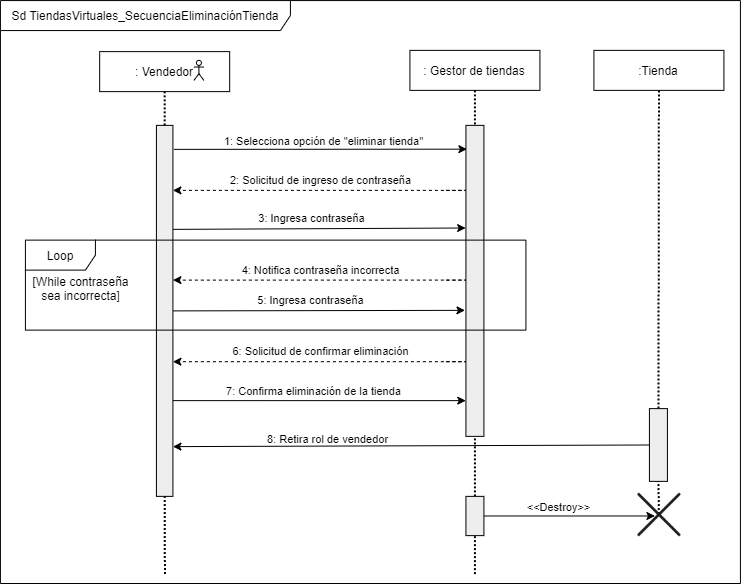 Sd TiendasVirtuales_SecuenciaEliminaciónTienda
: Vendedor
: Gestor de tiendas
:Tienda
1: Selecciona opción de "eliminar tienda"
2: Solicitud de ingreso de contraseña
3: Ingresa contraseña
Loop
[While contraseña
sea incorrecta]
4: Notifica contraseña incorrecta
5: Ingresa contraseña
6: Solicitud de confirmar eliminación
7: Confirma eliminación de la tienda
8: Retira rol de vendedor
<<Destroy>>